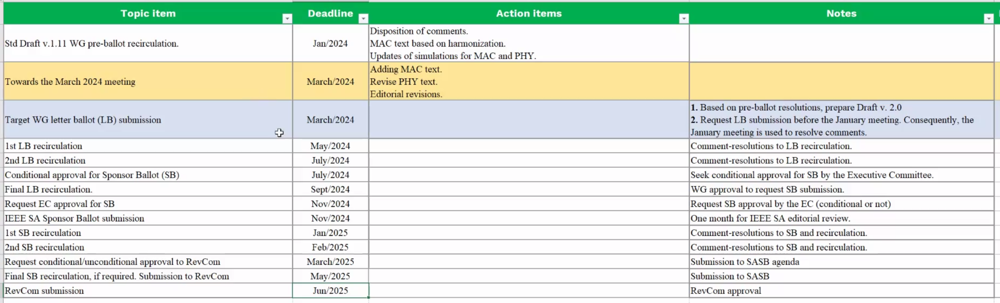 Topic item Deadline Action items Notes
Std Draft v.1.11 WG pre-ballot recirculation. Jan/2024 Disposition of comments.
MAC text based on harmonization.
Updates of simulations for MAC and PHY.
Towards the March 2024 meeting March/2024 Adding MAC text.
Revise PHY text.
Editorial revisions.
Target WG letter ballot (LB) submission March/2024 1. Based on pre-ballot resolutions, prepare Draft v. 2.0
2. Request LB submission before the January meeting. Consequently, the
January meeting is used to resolve comments.
1st LB recirculation May/2024 Comment-resolutions to LB recirculation.
2nd LB recirculation July/2024 Comment-resolutions to LB recirculation.
Conditional approval for Sponsor Ballot (SB) July/2024 Seek conditional approval for SB by the Executive Committee.
Final LB recirculation. Sept/2024 WG approval to request SB submission.
Request EC approval for SB Nov/2024 Request SB approval by the EC (conditional or not)
IEEE SA Sponsor Ballot submission Nov/2024 One month for IEEE SA editorial review.
1st SB recirculation Jan/2025 Comment-resolutions to SB and recirculation.
2nd SB recirculation Feb/2025 Comment-resolutions to SB and recirculation.
Request conditional/unconditional approval to RevCom March/2025 Submission to SASB agenda
Final SB recirculation, if required. Submission to RevCom May/2025 Submission to SASB
RevCom submission Jun/2025 RevCom approval